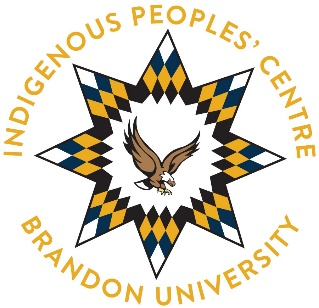 INDIGENOUS PEOPLES' CENTRE
BRANDON UNIVERSITY